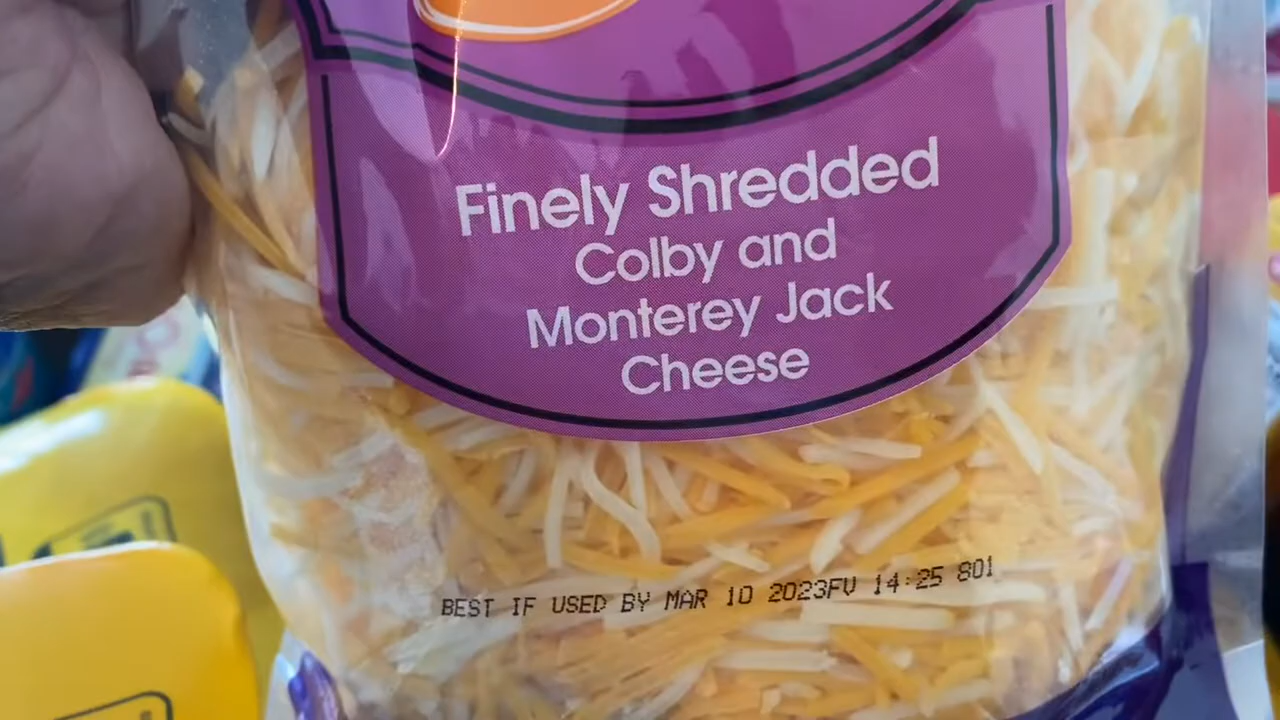 Finely Shredded
Colby and
Monterey Jack
Cheese
BEST IF USED BY MAR 10 2023FV 14:25 801